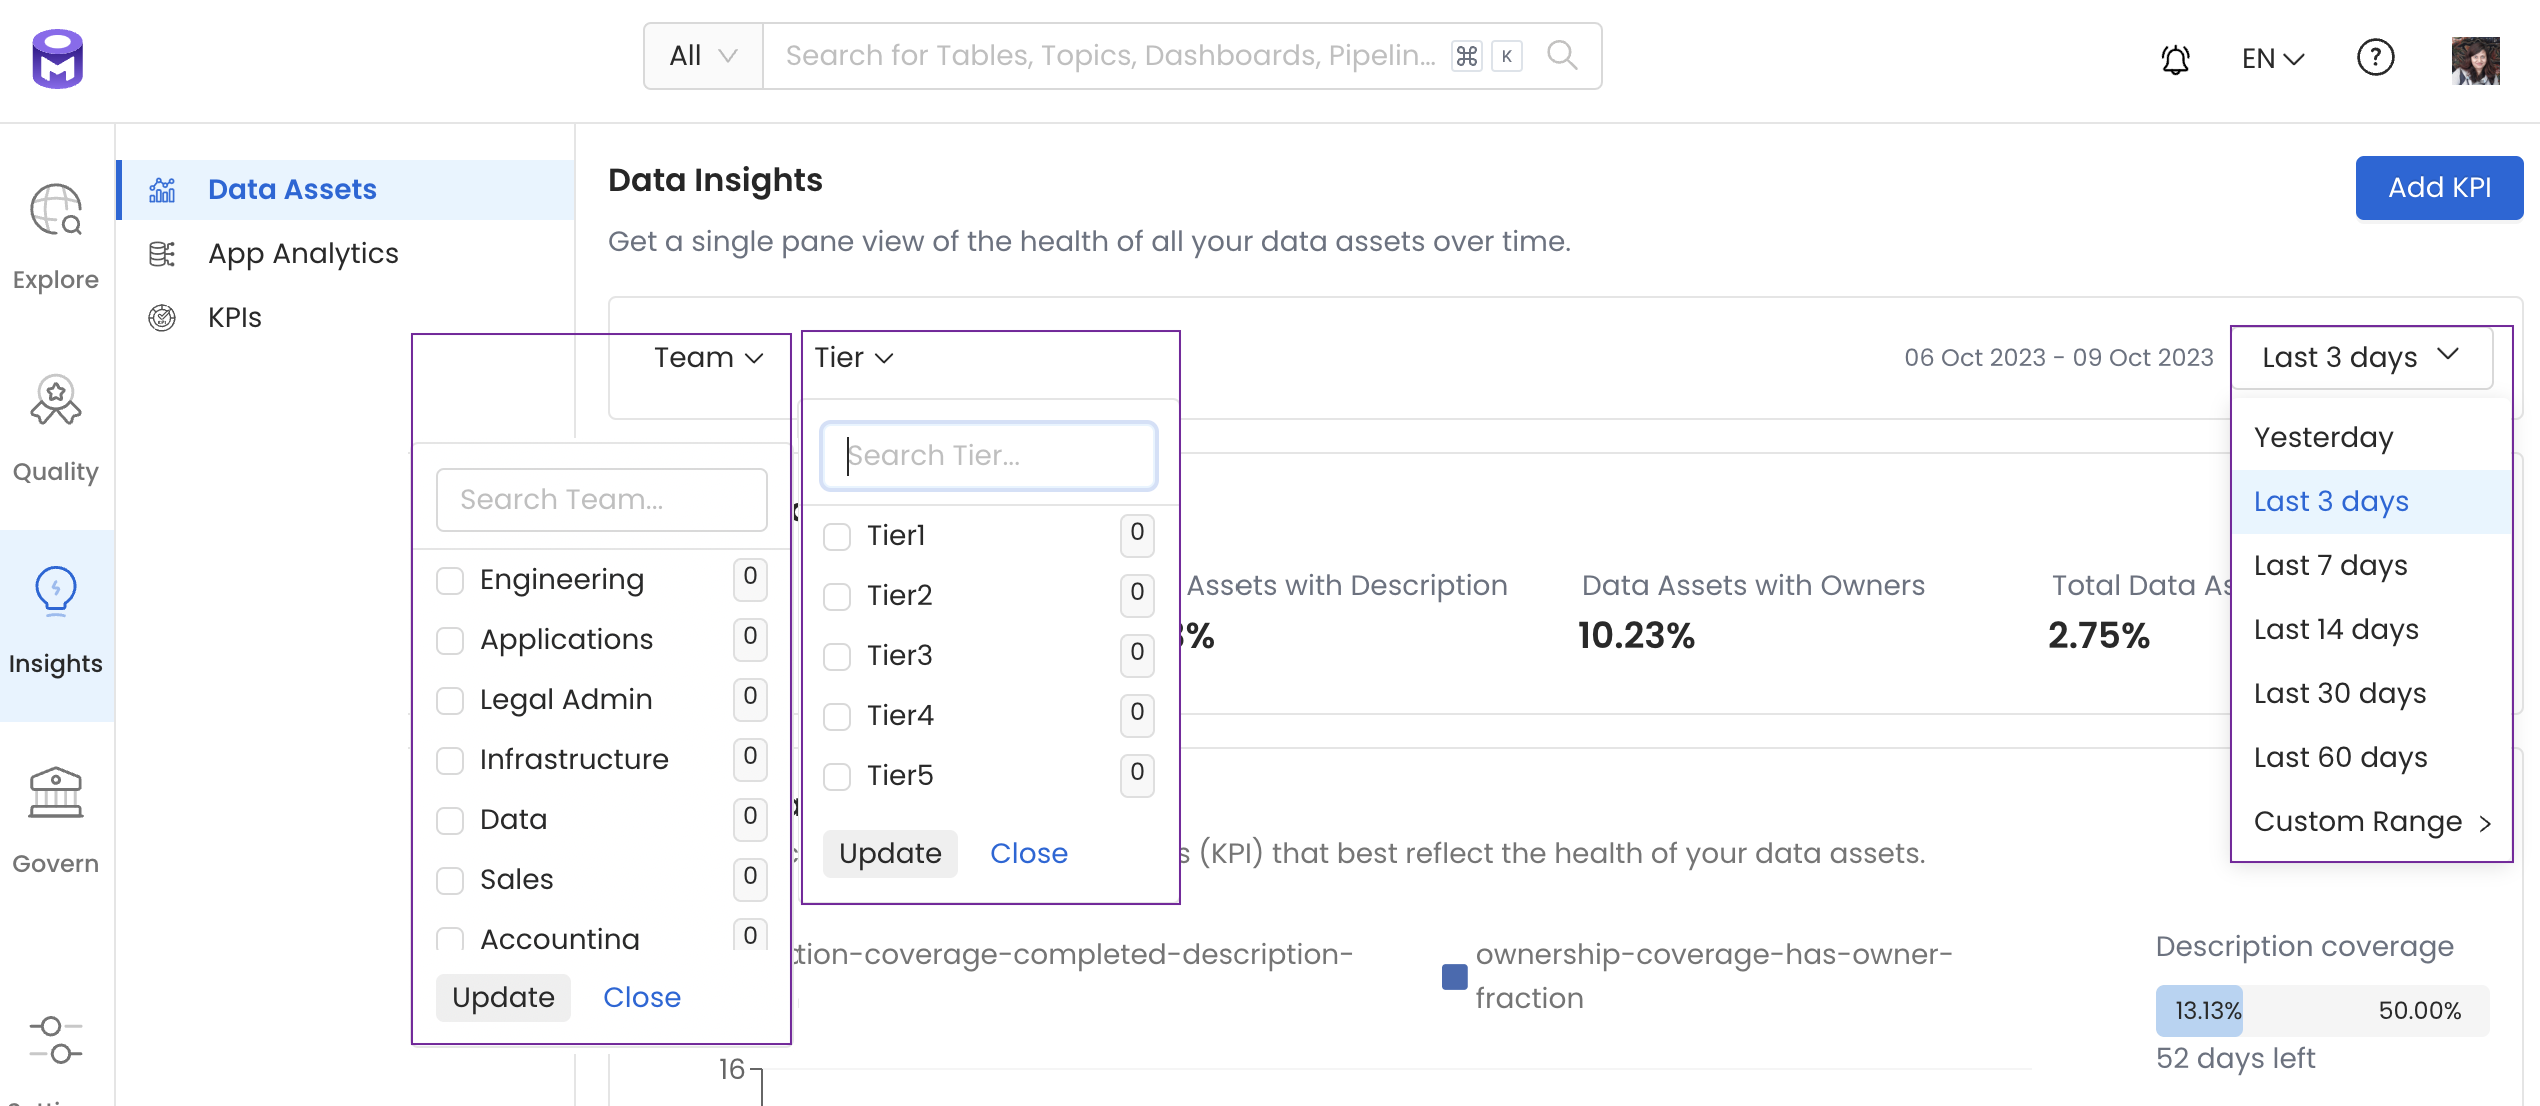 All
Search for Tables, Topics, Dashboards, Pipelin...
⌘ K
EN
?
Explore
Quality
Insights
Govern
Data Assets
App Analytics
KPIs
Data Insights
Add KPI
Get a single pane view of the health of all your data assets over time.
Team
Tier
06 Oct 2023 - 09 Oct 2023
Last 3 days
Search Team...
Engineering 0
Applications 0
Legal Admin 0
Infrastructure 0
Data 0
Sales 0
Accounting 0
Update Close
Search Tier...
Tier1 0
Tier2 0
Tier3 0
Tier4 0
Tier5 0
Update Close
Yesterday
Last 3 days
Last 7 days
Last 14 days
Last 30 days
Last 60 days
Custom Range >
Assets with Description
%
Data Assets with Owners
10.23%
Total Data As
2.75%
s (KPI) that best reflect the health of your data assets.
tion-coverage-completed-description-
ownership-coverage-has-owner-
fraction
Description coverage
13.13% 50.00%
52 days left
16